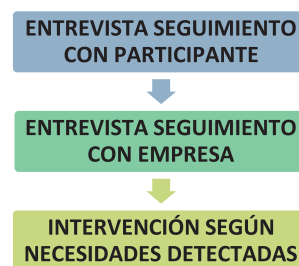 ENTREVISTA SEGUIMIENTO
CON PARTICIPANTE
ENTREVISTA SEGUIMIENTO
CON EMPRESA
INTERVENCIÓN SEGÚN
NECESIDADES DETECTADAS